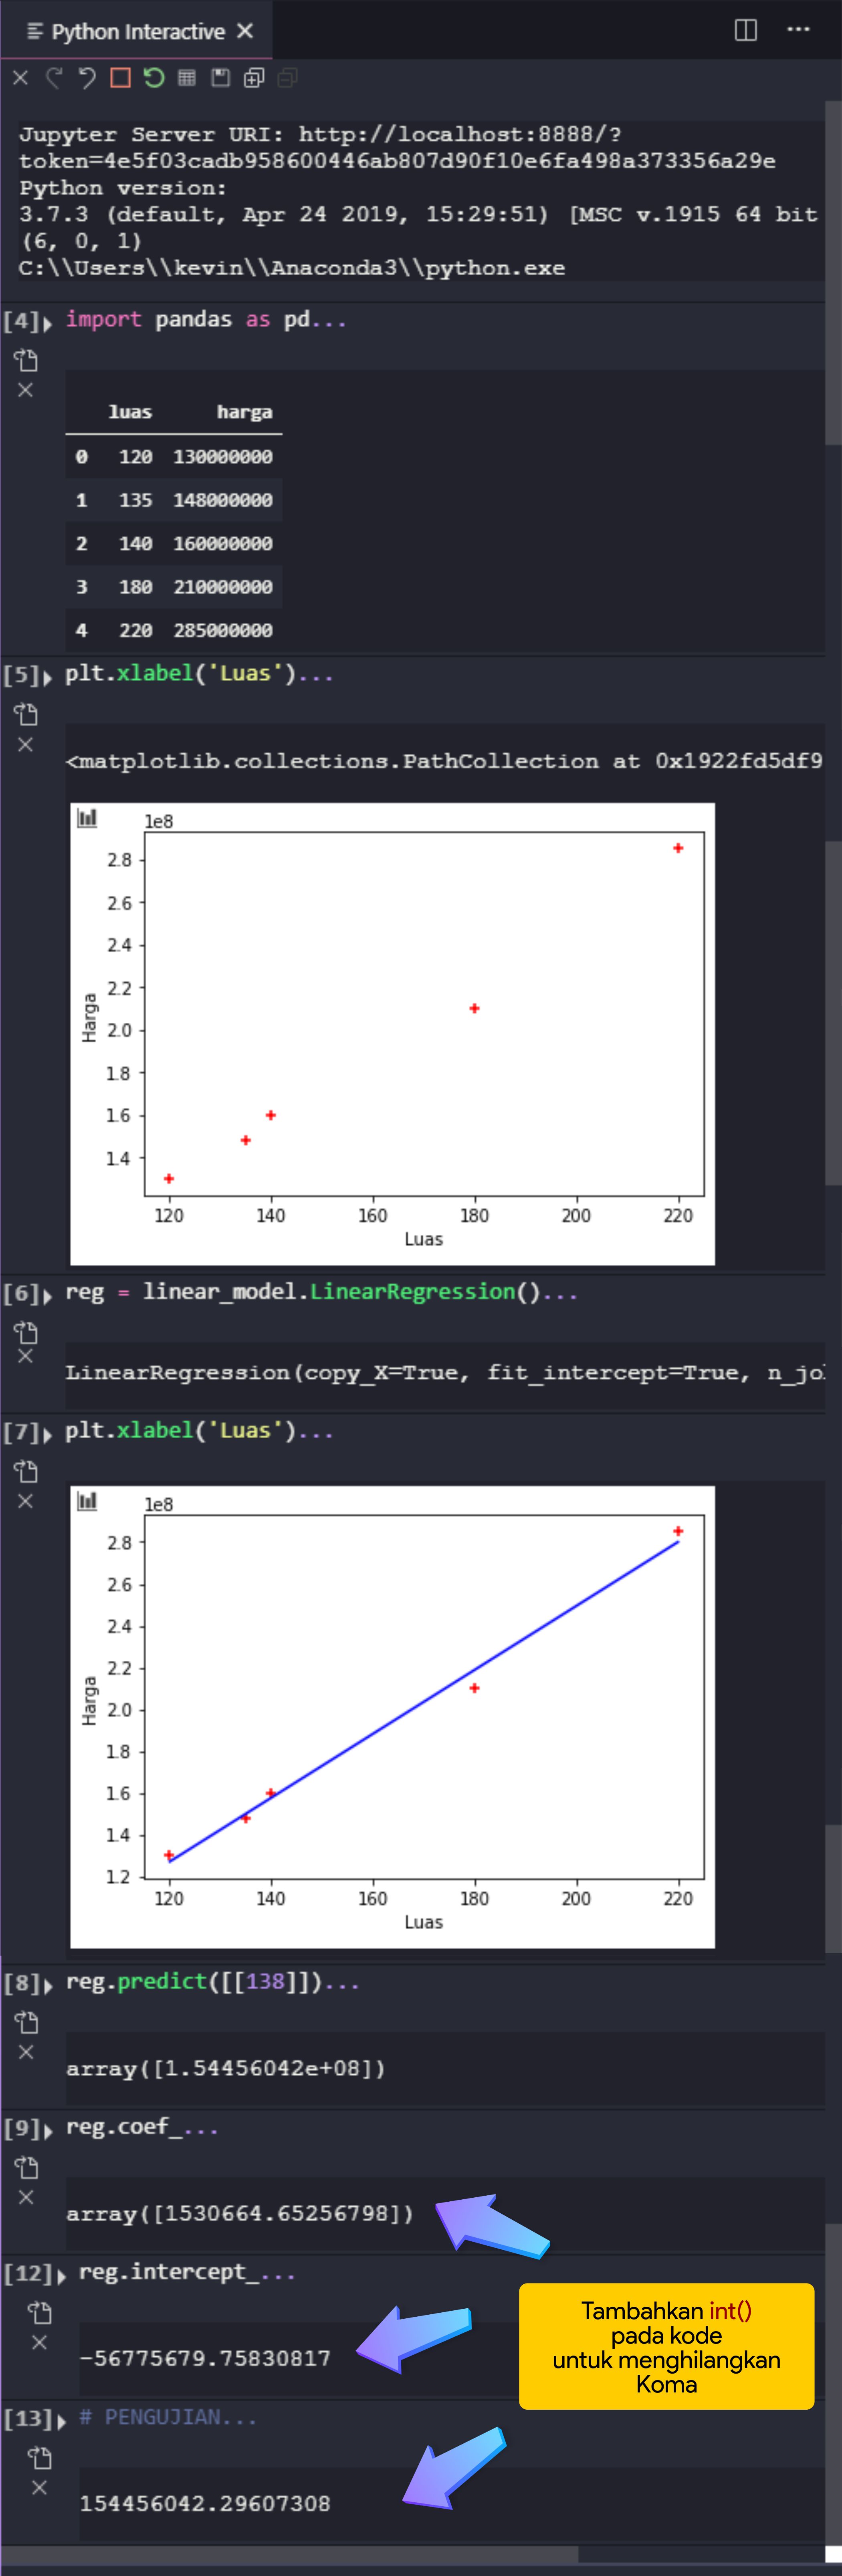 Python Interactive
Jupyter Server URI: http://localhost:8888/?
token=4e5f03cadb958600446ab807d90f10e6fa498a373356a29e
Python version:
3.7.3 (default, Apr 24 2019, 15:29:51) [MSC v.1915 64 bit
(6, 0, 1)
C:\\Users\\kevin\\Anaconda3\\python.exe
[4] import pandas as pd...
luas harga
0 120 130000000
1 135 148000000
2 140 160000000
3 180 210000000
4 220 285000000
[5] plt.xlabel('Luas')...
<matplotlib.collections.PathCollection at 0x1922fd5df9
1e8
2.8
2.6
2.4
2.2
2.0
1.8
1.6
1.4
Harga
120 140 160 180 200 220
Luas
[6] reg = linear_model.LinearRegression()...
LinearRegression(copy_X=True, fit_intercept=True, n_jo
[7] plt.xlabel('Luas')...
1e8
2.8
2.6
2.4
2.2
2.0
1.8
1.6
1.4
1.2
Harga
120 140 160 180 200 220
Luas
[8] reg.predict([[138]])...
array([1.54456042e+08])
[9] reg.coef_...
array([1530664.65256798])
[12] reg.intercept_...
-56775679.75830817
Tambahkan int()
pada kode
untuk menghilangkan
Koma
[13] # PENGUJIAN...
154456042.29607308